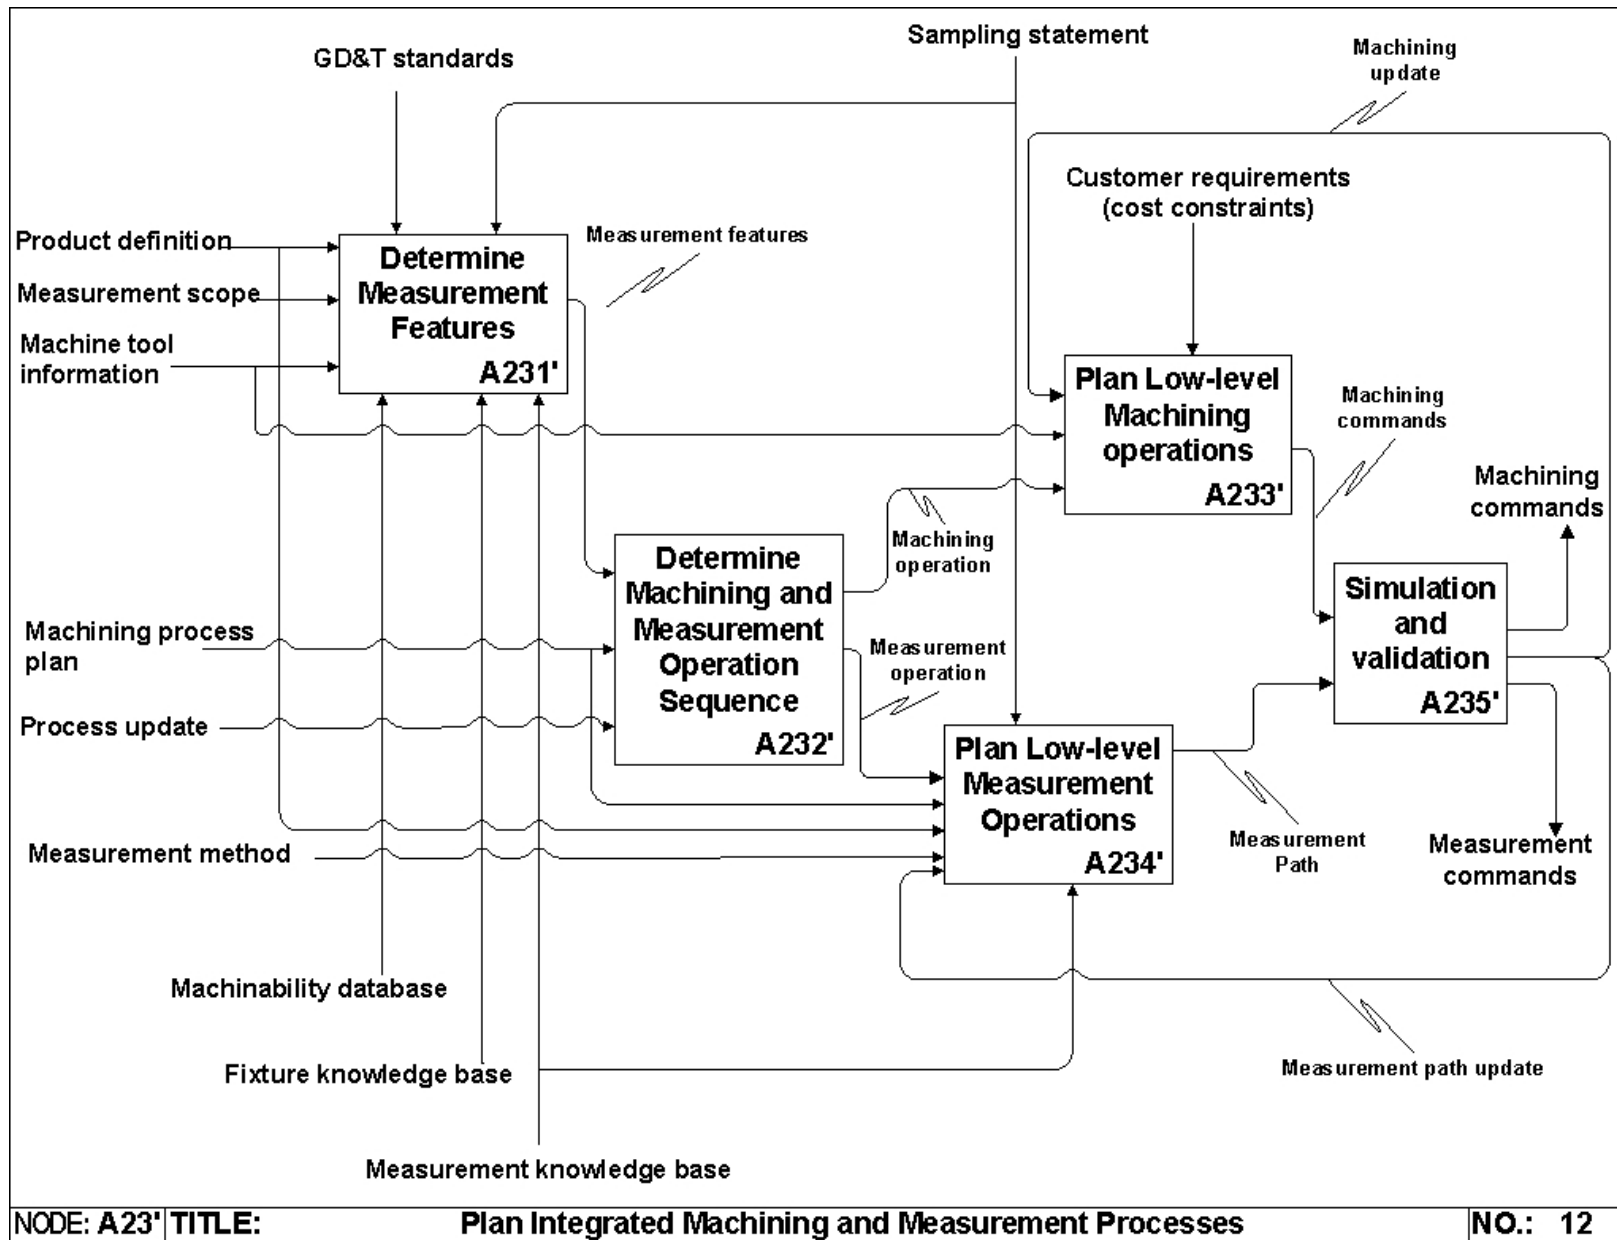 Sampling statement
GD&T standards
Machining
update
Customer requirements
(cost constraints)
Product definition
Measurement scope
Machine tool
information
Determine
Measurement
Features
A231'
Measurement features
Plan Low-level
Machining
operations
A233'
Machining
commands
Machining
commands
Machining
operation
Determine
Machining and
Measurement
Operation
Sequence
A232'
Machining process
plan
Process update
Measurement
operation
Simulation
and
validation
A235'
Plan Low-level
Measurement
Operations
A234'
Measurement method
Measurement
Path
Measurement
commands
Machinability database
Fixture knowledge base
Measurement path update
Measurement knowledge base
NODE: A23' TITLE: Plan Integrated Machining and Measurement Processes NO.: 12